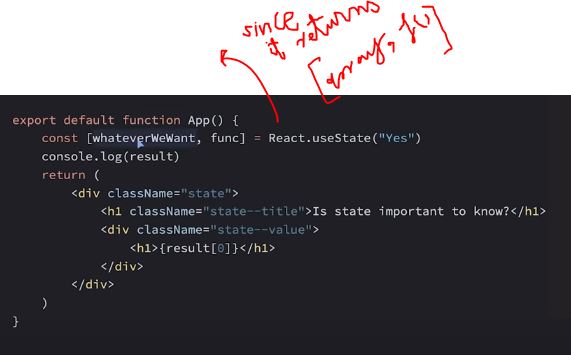 since
it returns
[array, f()]
export default function App() {
const [whateverWeWant, func] = React.useState("Yes")
console.log(result)
return (
<div className="state">
<h1 className="state--title">Is state important to know?</h1>
<div className="state--value">
<h1>{result[0]}</h1>
</div>
</div>
)
}